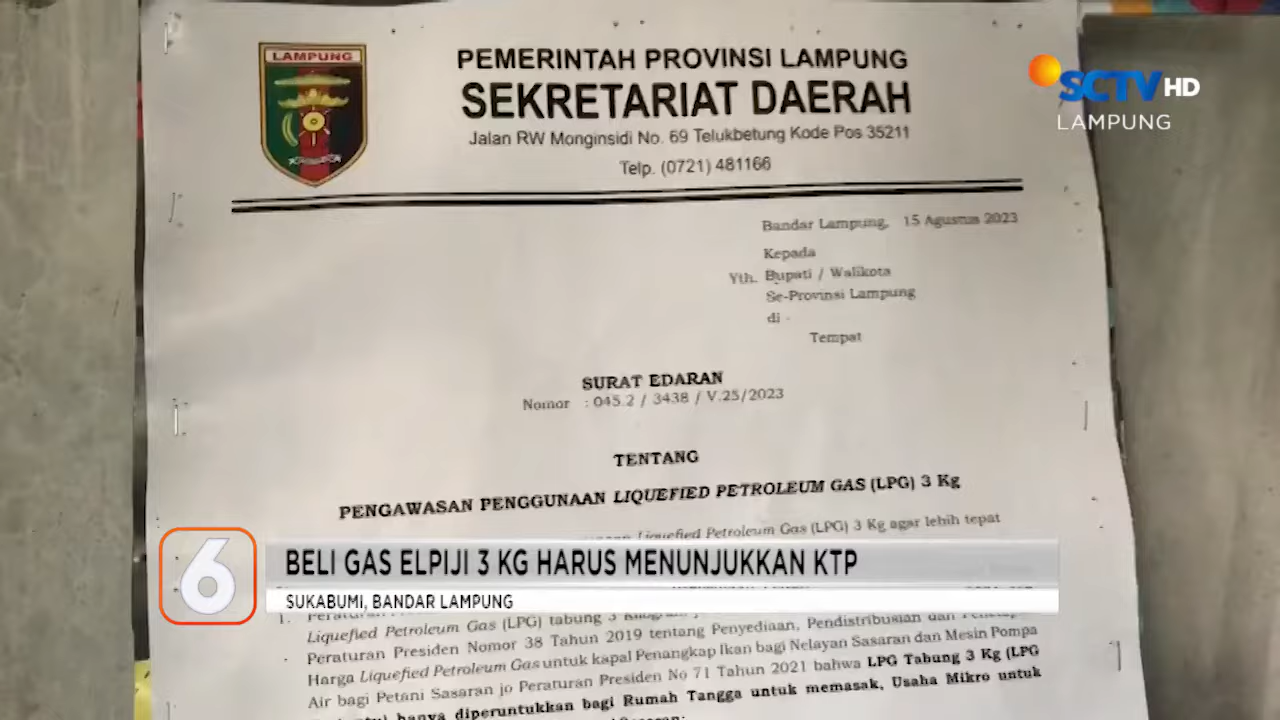 LAMPUNG
PEMERINTAH PROVINSI LAMPUNG
SEKRETARIAT DAERAH
Jalan RW Monginsidi No. 69 Telukbetung Kode Pos 35211
Telp. (0721) 481166
SCTV HD
LAMPUNG
Bandar Lampung, 15 Agustus 2023
Kepada
Yth. Bupati / Walikota
Se-Provinsi Lampung
di -
Tempat
SURAT EDARAN
Nomor : 045.2 / 3438 / V.25/2023
TENTANG
PENGAWASAN PENGGUNAAN LIQUEFIED PETROLEUM GAS (LPG) 3 Kg
Liquefied Petroleum Gas (LPG) 3 Kg agar lebih tepat
6
BELI GAS ELPIJI 3 KG HARUS MENUNJUKKAN KTP
SUKABUMI, BANDAR LAMPUNG
Liquefied Petroleum Gas (LPG) tabung 3
Peraturan Presiden Nomor 38 Tahun 2019 tentang Penyediaan, Pendistribusian dan
Harga Liquefied Petroleum Gas untuk kapal Penangkap Ikan bagi Nelayan Sasaran dan Mesin Pompa
Air bagi Petani Sasaran jo Peraturan Presiden No 71 Tahun 2021 bahwa LPG Tabung 3 Kg (LPG
hanya diperuntukkan bagi Rumah Tangga untuk memasak, Usaha Mikro untuk